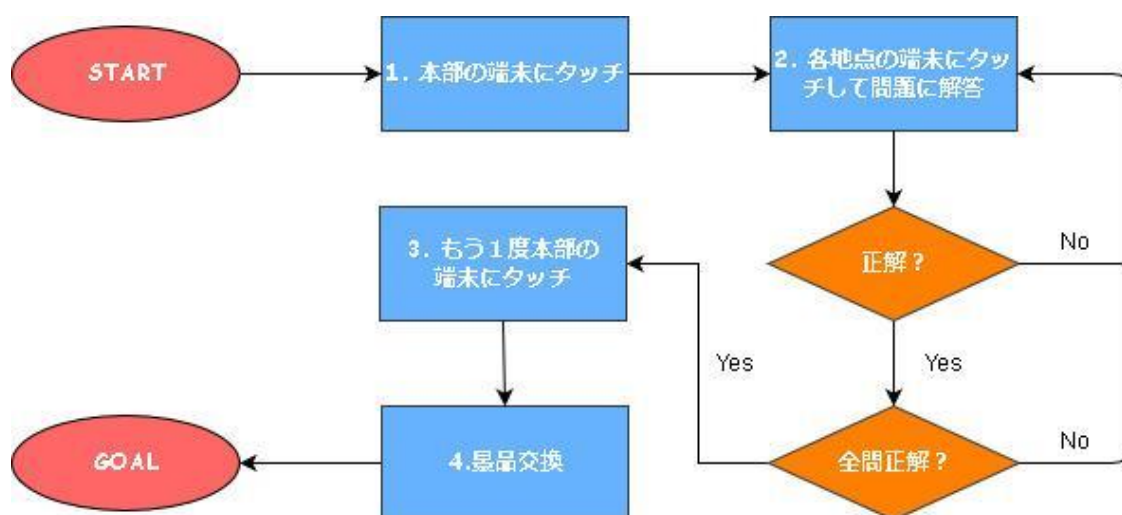 START
1. 本部の端末にタッチ
2. 各地点の端末にタッ
チして問題に解答
正解？
No
Yes
全問正解？
No
Yes
3. もう１度本部の
端末にタッチ
4.景品交換
GOAL